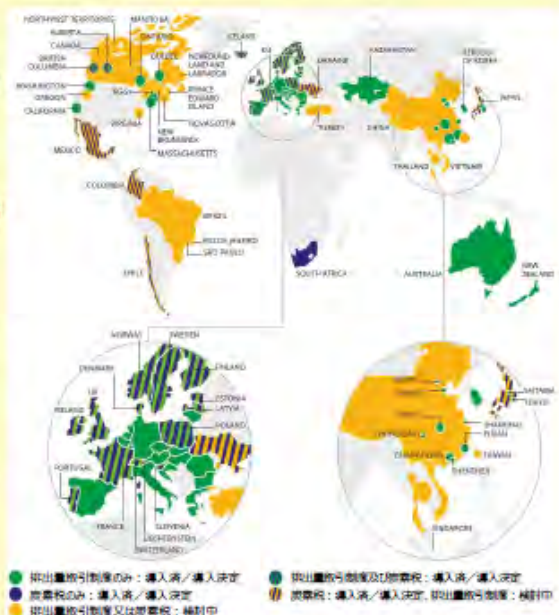 NORTHWEST TERRITORIES
MANITOBA
ICELAND
ALBERTA
ONTARIO
CANADA
QUEBEC
BRITISH
COLUMBIA
NEWFOUND
LAND AND
LABRADOR
EU
UKRAINE
KAZAKHSTAN
REPUBLIC
OF KOREA
WASHINGTON
OREGON
CALIFORNIA
RGGI
PRINCE
EDWARD
ISLAND
JAPAN
MEXICO
VIRGINIA
NOVA SCOTIA
NEW
BRUNSWICK
MASSACHUSETTS
TURKEY
CHINA
THAILAND
VIETNAM
COLOMBIA
BRAZIL
RIO DE JANEIRO
SAO PAULO
CHILE
SOUTH AFRICA
AUSTRALIA
NEW
ZEALAND
NORWAY
SWEDEN
DENMARK
FINLAND
UK
ESTONIA
LATVIA
IRELAND
POLAND
PORTUGAL
FRANCE
SLOVENIA
LIECHTENSTEIN
SWITZERLAND
SAITAMA
TOKYO
SHANGHAI
FUJIAN
TAIWAN
SHENZHEN
SINGAPORE
排出量取引制度のみ：導入済／導入決定
排出量取引制度及び炭素税：導入済／導入決定
炭素税のみ：導入済／導入決定
炭素税：導入済／導入決定、排出量取引制度：検討中
排出量取引制度又は炭素税：検討中